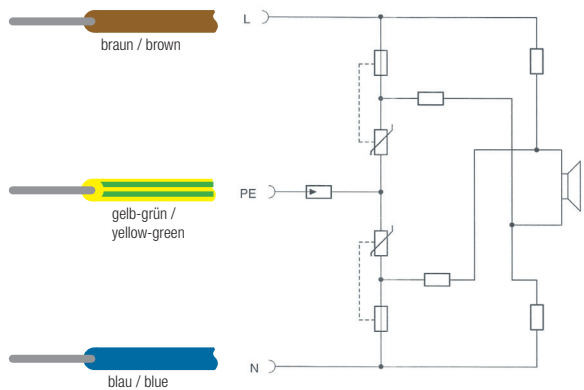 L
braun / brown
PE
gelb-grün /
yellow-green
N
blau / blue